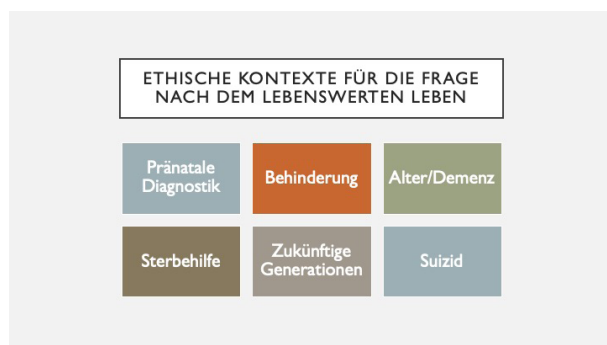 ETHISCHE KONTEXTE FÜR DIE FRAGE
NACH DEM LEBENSWERTEN LEBEN
Pränatale
Diagnostik
Behinderung
Alter/Demenz
Sterbehilfe
Zukünftige
Generationen
Suizid